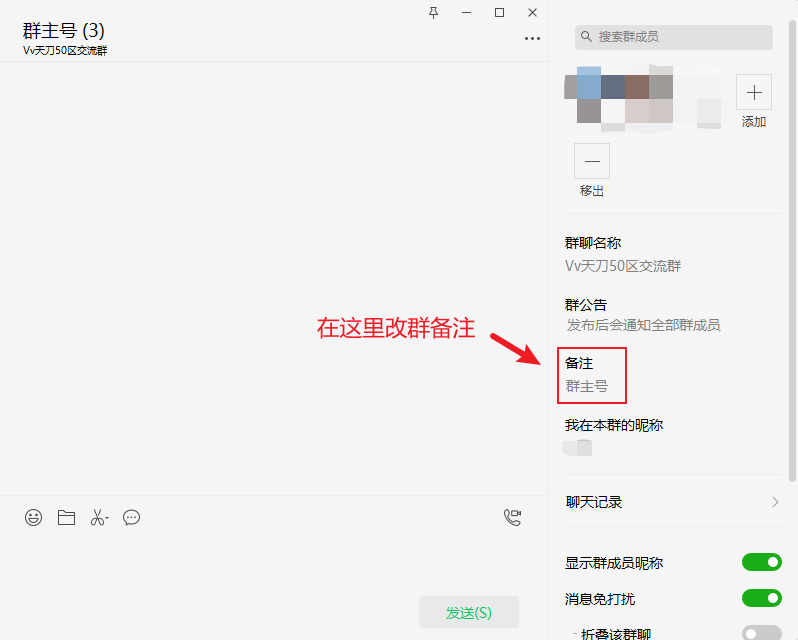 群主号 (3)
Vv天刀50区交流群
搜索群成员
添加
移出
群聊名称
Vv天刀50区交流群
群公告
发布后会通知全部群成员
在这里改群备注
备注
群主号
我在本群的昵称
聊天记录
显示群成员昵称
消息免打扰
折叠该群聊
发送(S)